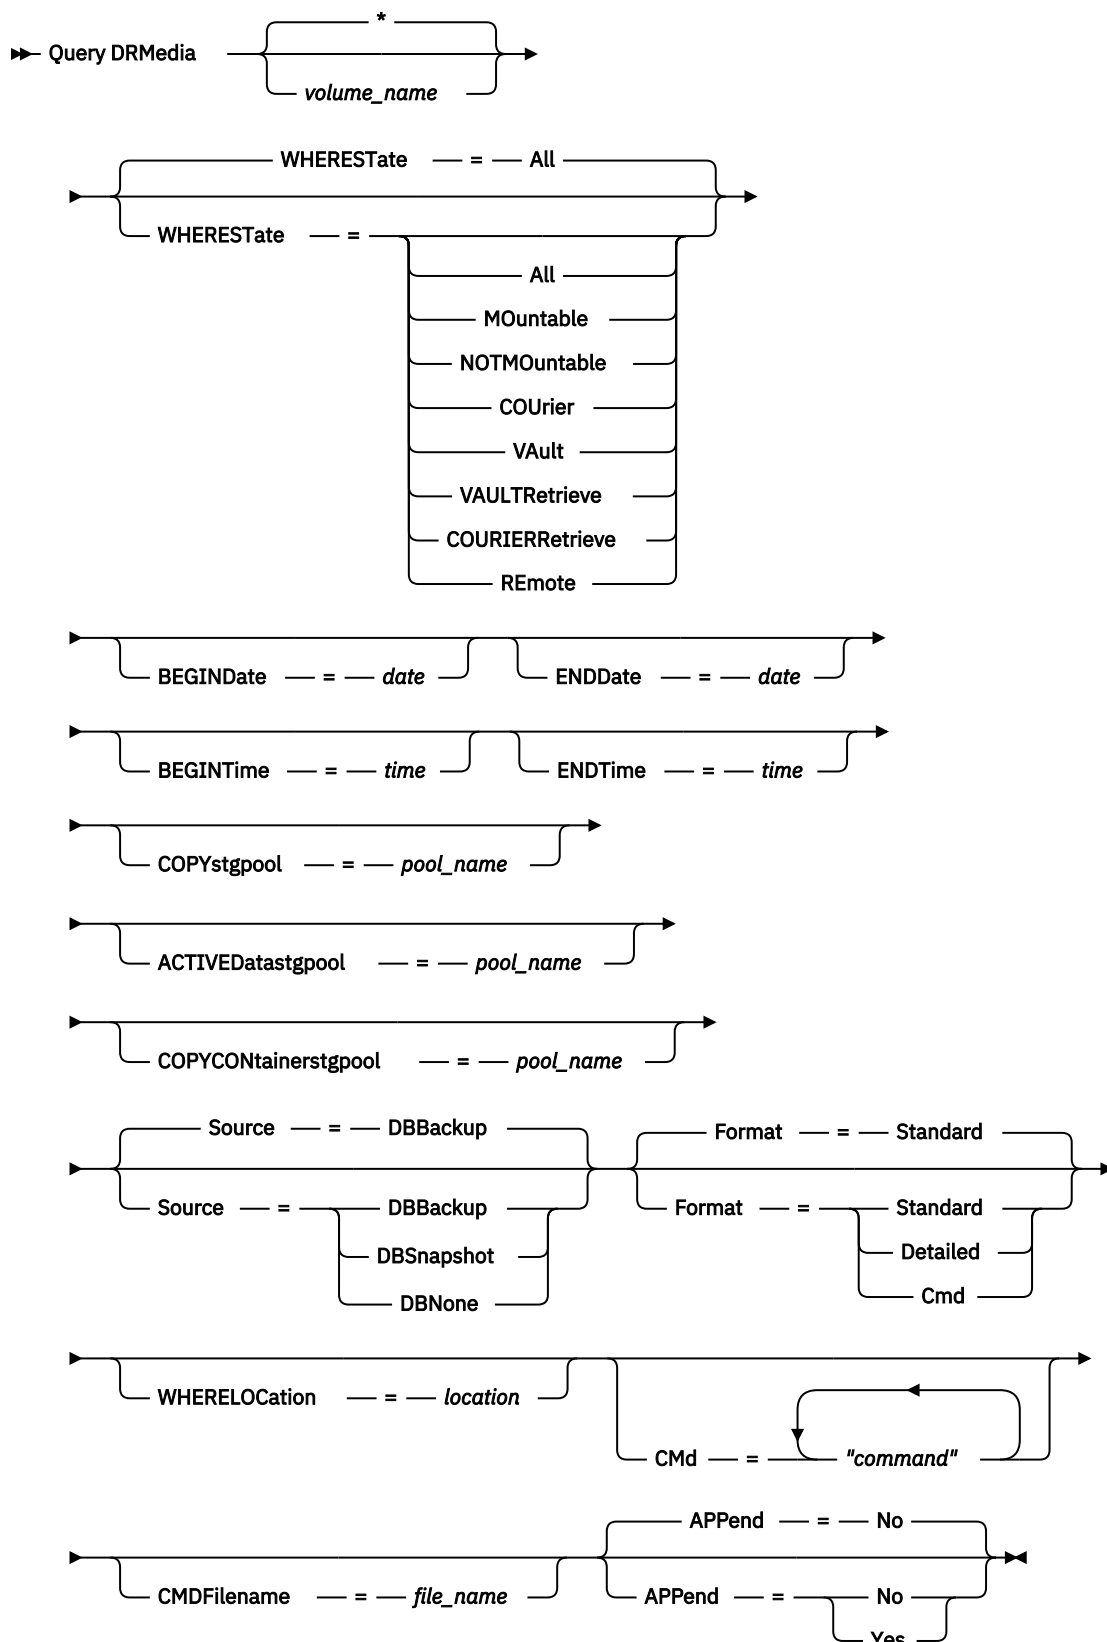 *
Query DRMedia
volume_name
WHERESTate = All
WHERESTate =
All
MOuntable
NOTMOuntable
COUrier
VAult
VAULTRetrieve
COURIERRetrieve
REmote
BEGINDate = date ENDDate = date
BEGINTime = time ENDTime = time
COPYstgpool = pool_name
ACTIVEDatastgpool = pool_name
COPYCONtainerstgpool = pool_name
Source = DBBackup Format = Standard
Source = DBBackup Format = Standard
DBSnapshot Detailed
DBNone Cmd
WHERELOCation = location
CMd = "command"
APPend = No
CMDFilename = file_name APPend = No
Yes